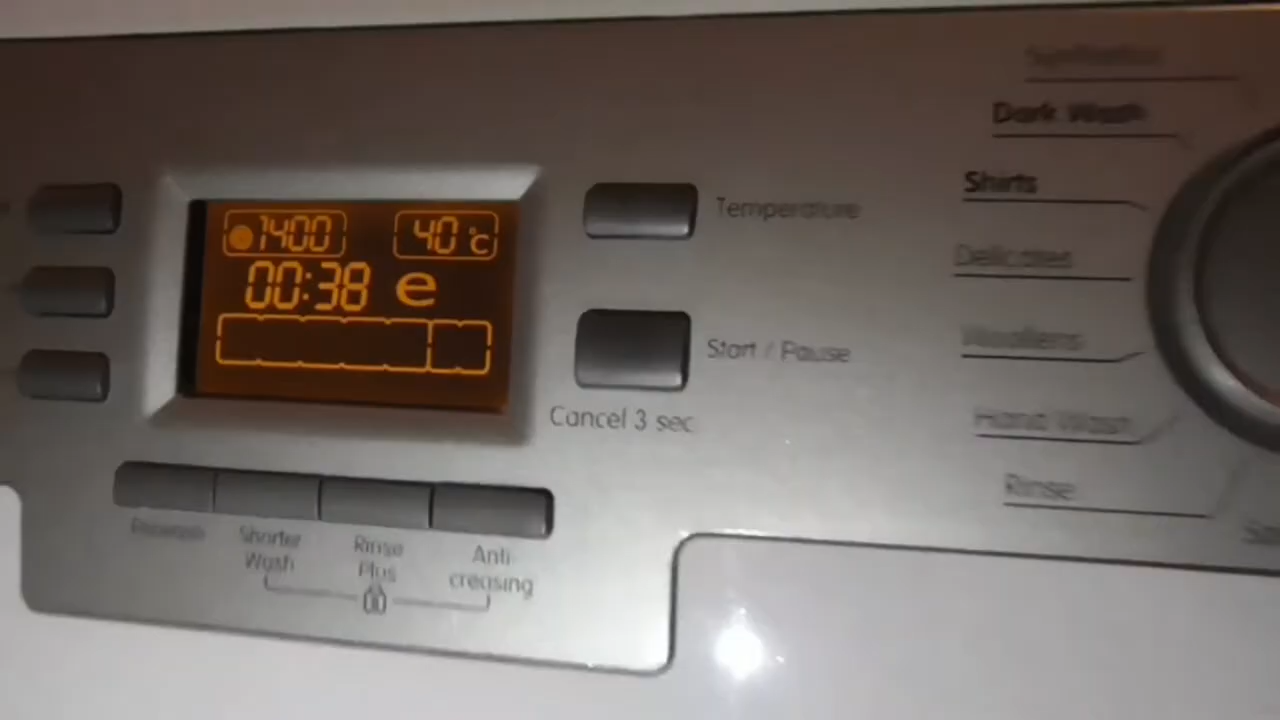 1400
40 °C
00:38 e
Temperature
Start / Pause
Cancel 3 sec
Shorter
Wash
Rinse
Plus
Anti-
creasing
Dark Wash
Shirts
Delicates
Woollens
Hand Wash
Rinse